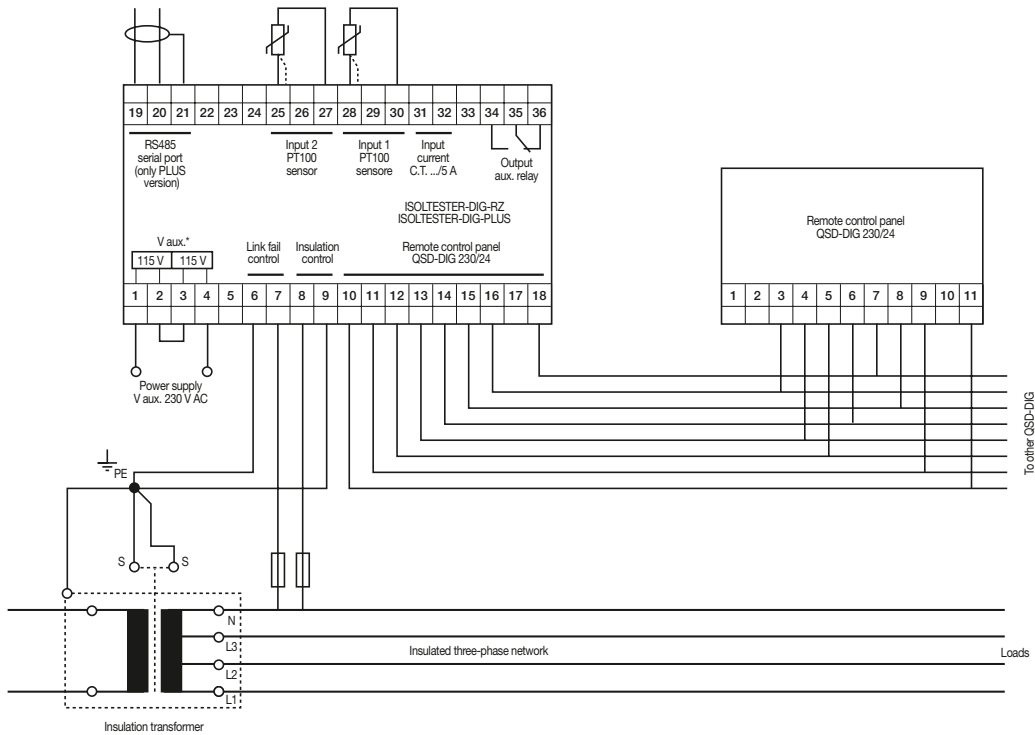 19 20 21 22 23 24 25 26 27 28 29 30 31 32 33 34 35 36
RS485
serial port
(only PLUS
version)
Input 2
PT100
sensor
Input 1
PT100
sensore
Input
current
C.T. .../5 A
Output
aux. relay
ISOLTESTER-DIG-RZ
ISOLTESTER-DIG-PLUS
V aux.*
115 V 115 V
Link fail
control
Insulation
control
Remote control panel
QSD-DIG 230/24
1 2 3 4 5 6 7 8 9 10 11 12 13 14 15 16 17 18
Remote control panel
QSD-DIG 230/24
1 2 3 4 5 6 7 8 9 10 11
Power supply
V aux. 230 V AC
To other QSD-DIG
PE
S S
N
L3
L2
L1
Insulated three-phase network
Loads
Insulation transformer